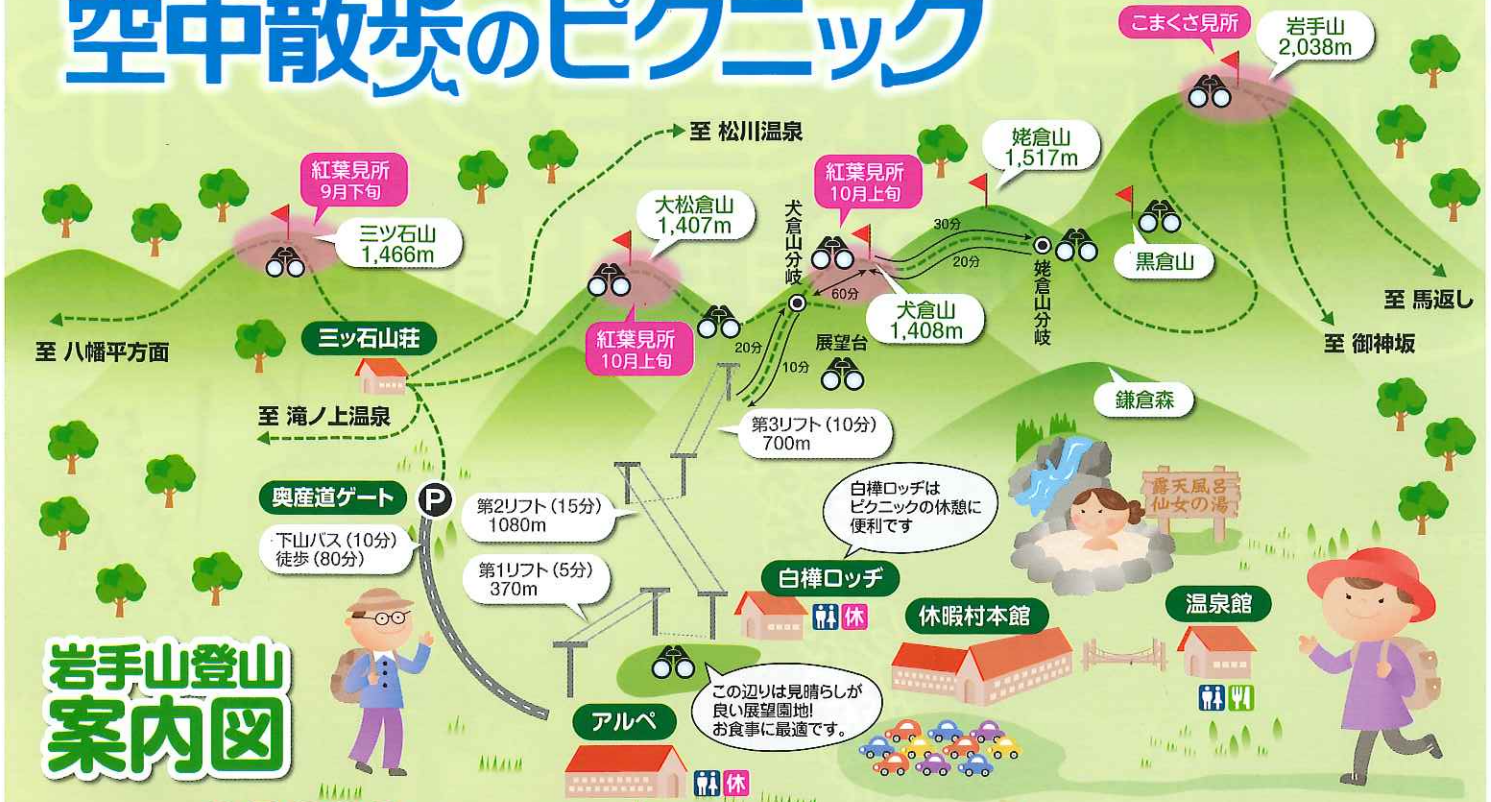 空中散歩のピクニック
こまくさ見所
岩手山
2,038m
至 松川温泉
姥倉山
1,517m
紅葉見所
9月下旬
三ツ石山
1,466m
大松倉山
1,407m
犬倉山分岐
紅葉見所
10月上旬
30分
20分
姥倉山分岐
黒倉山
60分
犬倉山
1,408m
至 馬返し
至 御神坂
至 八幡平方面
三ッ石山荘
紅葉見所
10月上旬
20分
10分
展望台
至 滝ノ上温泉
鎌倉森
第3リフト(10分)
700m
奥産道ゲート
P
下山バス(10分)
徒歩(80分)
第2リフト(15分)
1080m
第1リフト(5分)
370m
白樺ロッヂは
ピクニックの休憩に
便利です
露天風呂
仙女の湯
白樺ロッヂ
休
休暇村本館
温泉館
岩手山登山
案内図
この辺りは見晴らしが
良い展望園地!
お食事に最適です。
アルペ
休